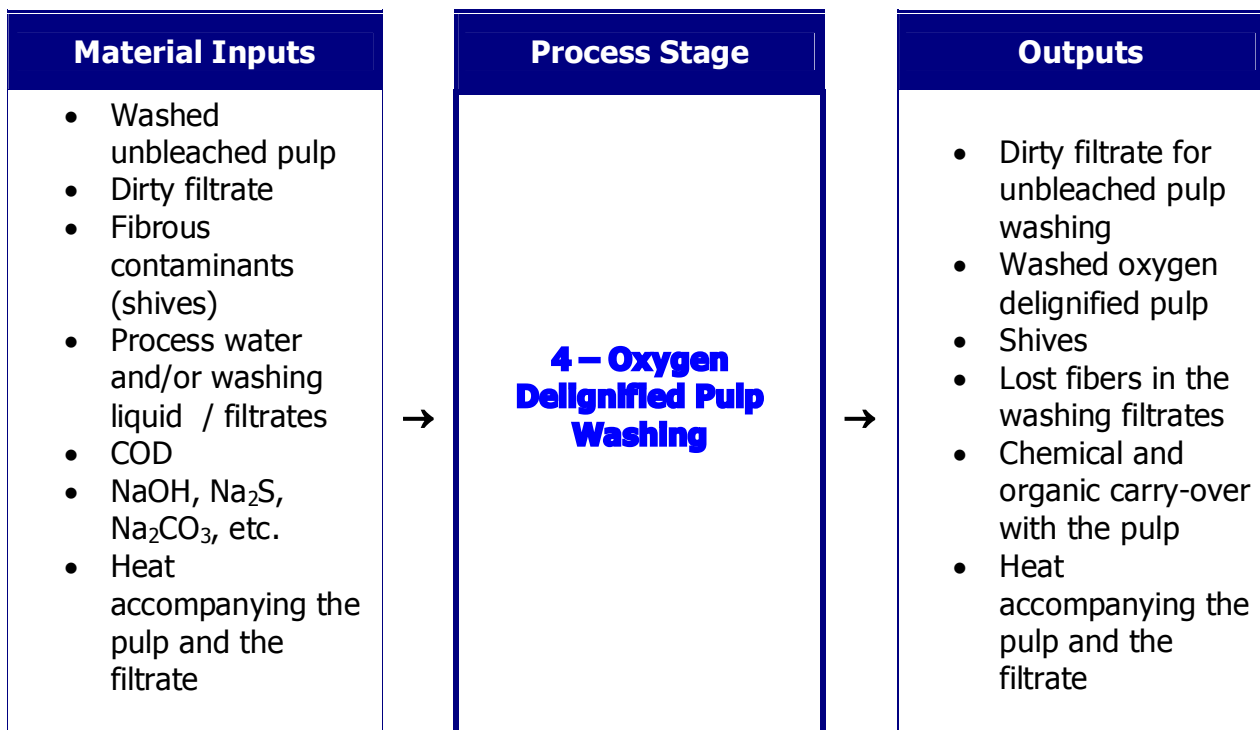 Material Inputs
• Washed
unbleached pulp
• Dirty filtrate
• Fibrous
contaminants
(shives)
• Process water
and/or washing
liquid / filtrates
• COD
• NaOH, Na₂S,
Na₂CO₃, etc.
• Heat
accompanying the
pulp and the
filtrate
→
Process Stage
4 – Oxygen
Delignified Pulp
Washing
→
Outputs
• Dirty filtrate for
unbleached pulp
washing
• Washed oxygen
delignified pulp
• Shives
• Lost fibers in the
washing filtrates
• Chemical and
organic carry-over
with the pulp
• Heat
accompanying the
pulp and the
filtrate